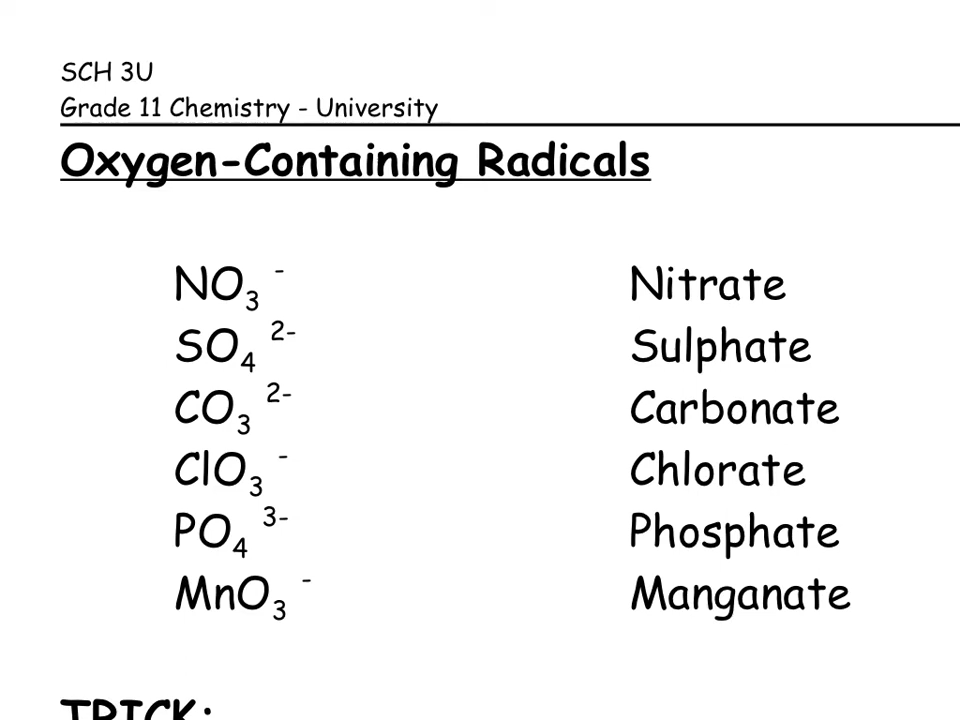 SCH 3U
Grade 11 Chemistry - University
Oxygen-Containing Radicals
NO₃ ⁻ Nitrate
SO₄ ²⁻ Sulphate
CO₃ ²⁻ Carbonate
ClO₃ ⁻ Chlorate
PO₄ ³⁻ Phosphate
MnO₃ ⁻ Manganate
TRICK: